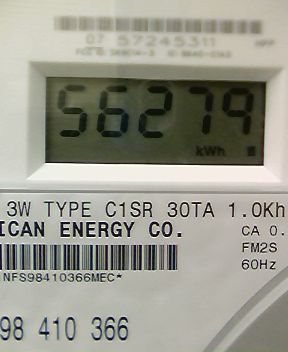 07 57245311
56279
kWh
3W TYPE C1SR 30TA 1.0Kh
ICAN ENERGY CO. CA 0.
FM2S
NFS98410366MEC* 60Hz
98 410 366